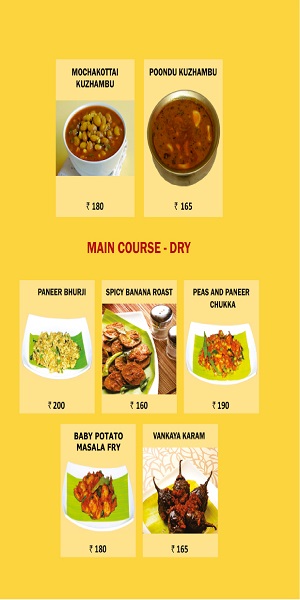 MOCHAKOTTAI
KUZHAMBU
₹ 180
POONDU KUZHAMBU
₹ 165
MAIN COURSE - DRY
PANEER BHURJI
₹ 200
SPICY BANANA ROAST
₹ 160
PEAS AND PANEER
CHUKKA
₹ 190
BABY POTATO
MASALA FRY
₹ 180
VANKAYA KARAM
₹ 165